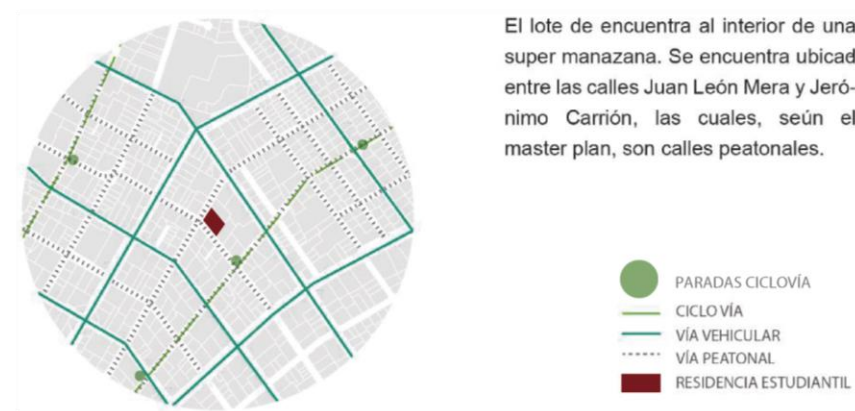 El lote de encuentra al interior de una
super manazana. Se encuentra ubicad
entre las calles Juan León Mera y Jeró-
nimo Carrión, las cuales, seún el
master plan, son calles peatonales.
PARADAS CICLOVÍA
CICLO VÍA
VÍA VEHICULAR
VÍA PEATONAL
RESIDENCIA ESTUDIANTIL